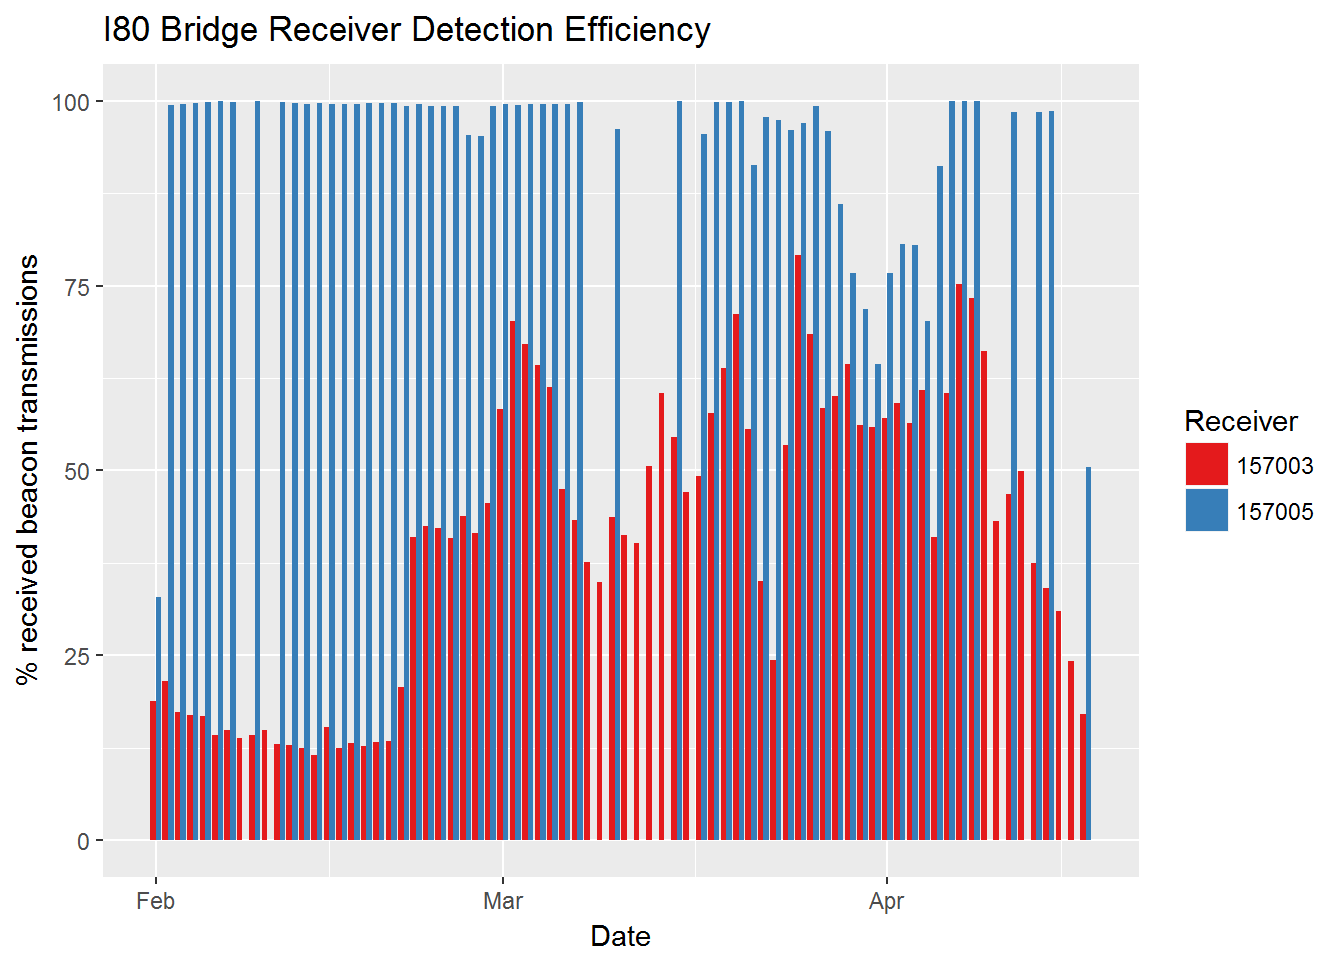 I80 Bridge Receiver Detection Efficiency
% received beacon transmissions
100
75
50
25
0
Feb
Mar
Apr
Date
Receiver
157003
157005